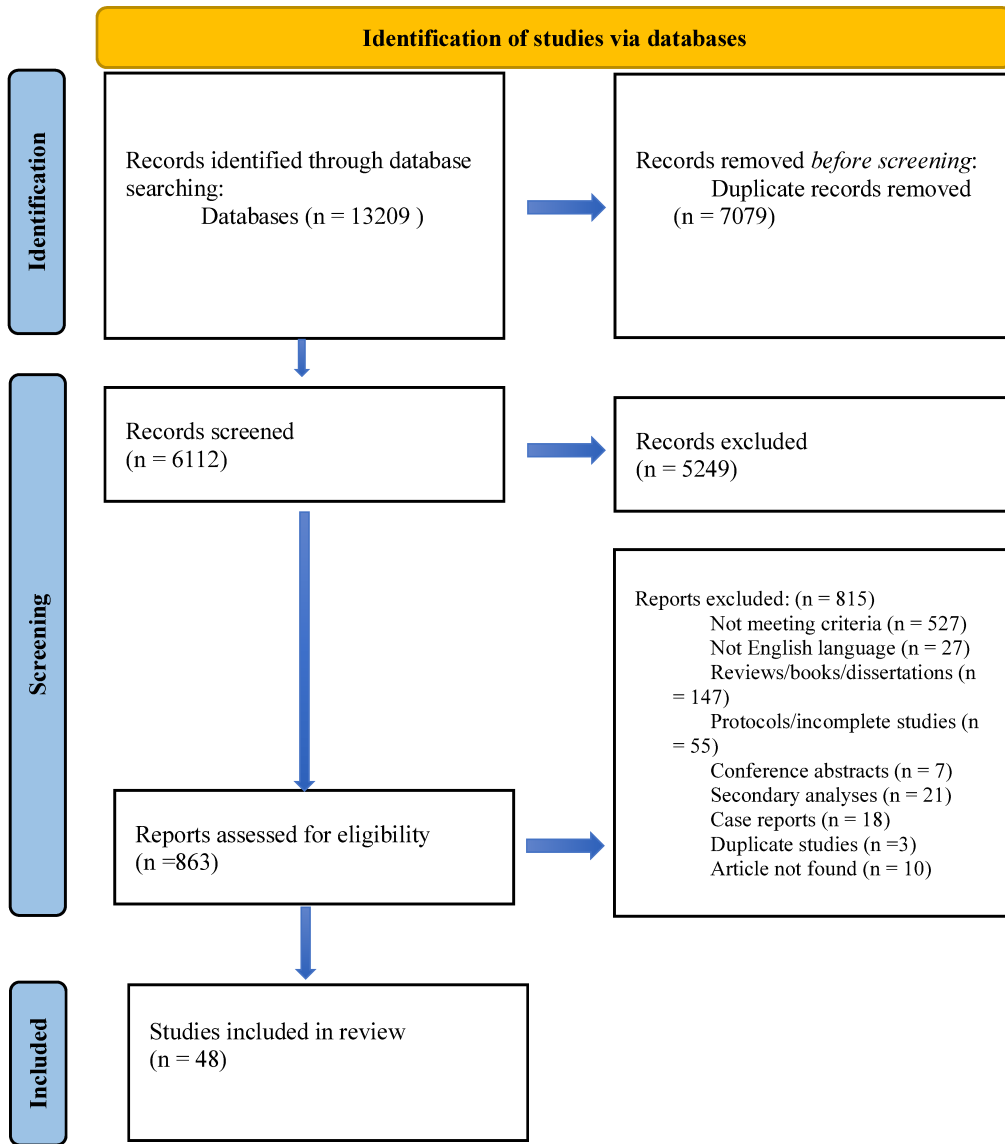 Identification of studies via databases
Identification
Records identified through database
searching:
Databases (n = 13209 )
Records removed before screening:
Duplicate records removed
(n = 7079)
Screening
Records screened
(n = 6112)
Records excluded
(n = 5249)
Reports assessed for eligibility
(n =863)
Reports excluded: (n = 815)
Not meeting criteria (n = 527)
Not English language (n = 27)
Reviews/books/dissertations (n
= 147)
Protocols/incomplete studies (n
= 55)
Conference abstracts (n = 7)
Secondary analyses (n = 21)
Case reports (n = 18)
Duplicate studies (n =3)
Article not found (n = 10)
Included
Studies included in review
(n = 48)